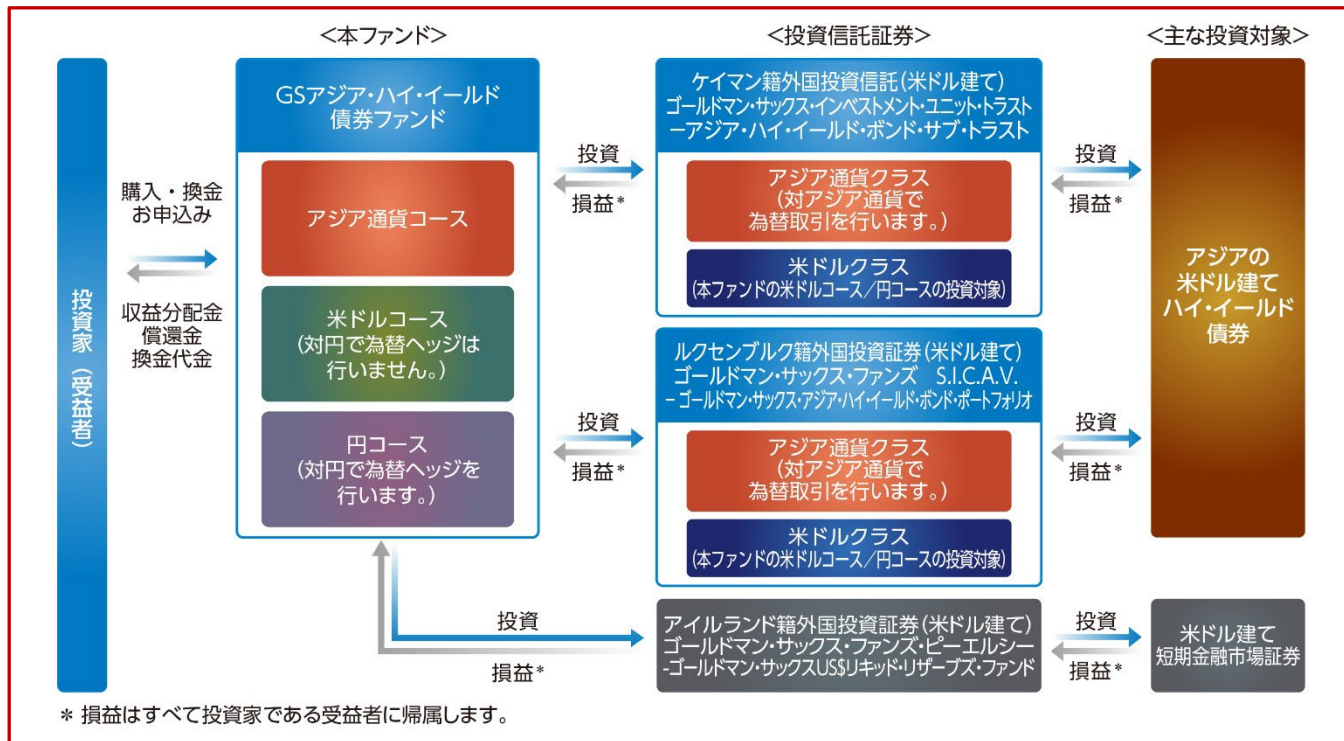 <本ファンド>
<投資信託証券>
<主な投資対象>
投資家（受益者）
購入・換金
お申込み
収益分配金
償還金
換金代金
GSアジア・ハイ・イールド
債券ファンド
アジア通貨コース
米ドルコース
(対円で為替ヘッジは
行いません。)
円コース
(対円で為替ヘッジを
行います。)
投資
損益*
投資
損益*
投資
損益*
ケイマン籍外国投資信託(米ドル建て)
ゴールドマン・サックス・インベストメント・ユニット・トラスト
ーアジア・ハイ・イールド・ボンド・サブ・トラスト
アジア通貨クラス
(対アジア通貨で
為替取引を行います。)
米ドルクラス
(本ファンドの米ドルコース／円コースの投資対象)
ルクセンブルク籍外国投資証券(米ドル建て)
ゴールドマン・サックス・ファンズ S.I.C.A.V.
－ゴールドマン・サックス・アジア・ハイ・イールド・ボンド・ポートフォリオ
アジア通貨クラス
(対アジア通貨で
為替取引を行います。)
米ドルクラス
(本ファンドの米ドルコース／円コースの投資対象)
アイルランド籍外国投資証券(米ドル建て)
ゴールドマン・サックス・ファンズ・ピーエルシー
-ゴールドマン・サックスUS$リキッド・リザーブズ・ファンド
投資
損益*
投資
損益*
投資
損益*
アジアの
米ドル建て
ハイ・イールド
債券
米ドル建て
短期金融市場証券
* 損益はすべて投資家である受益者に帰属します。